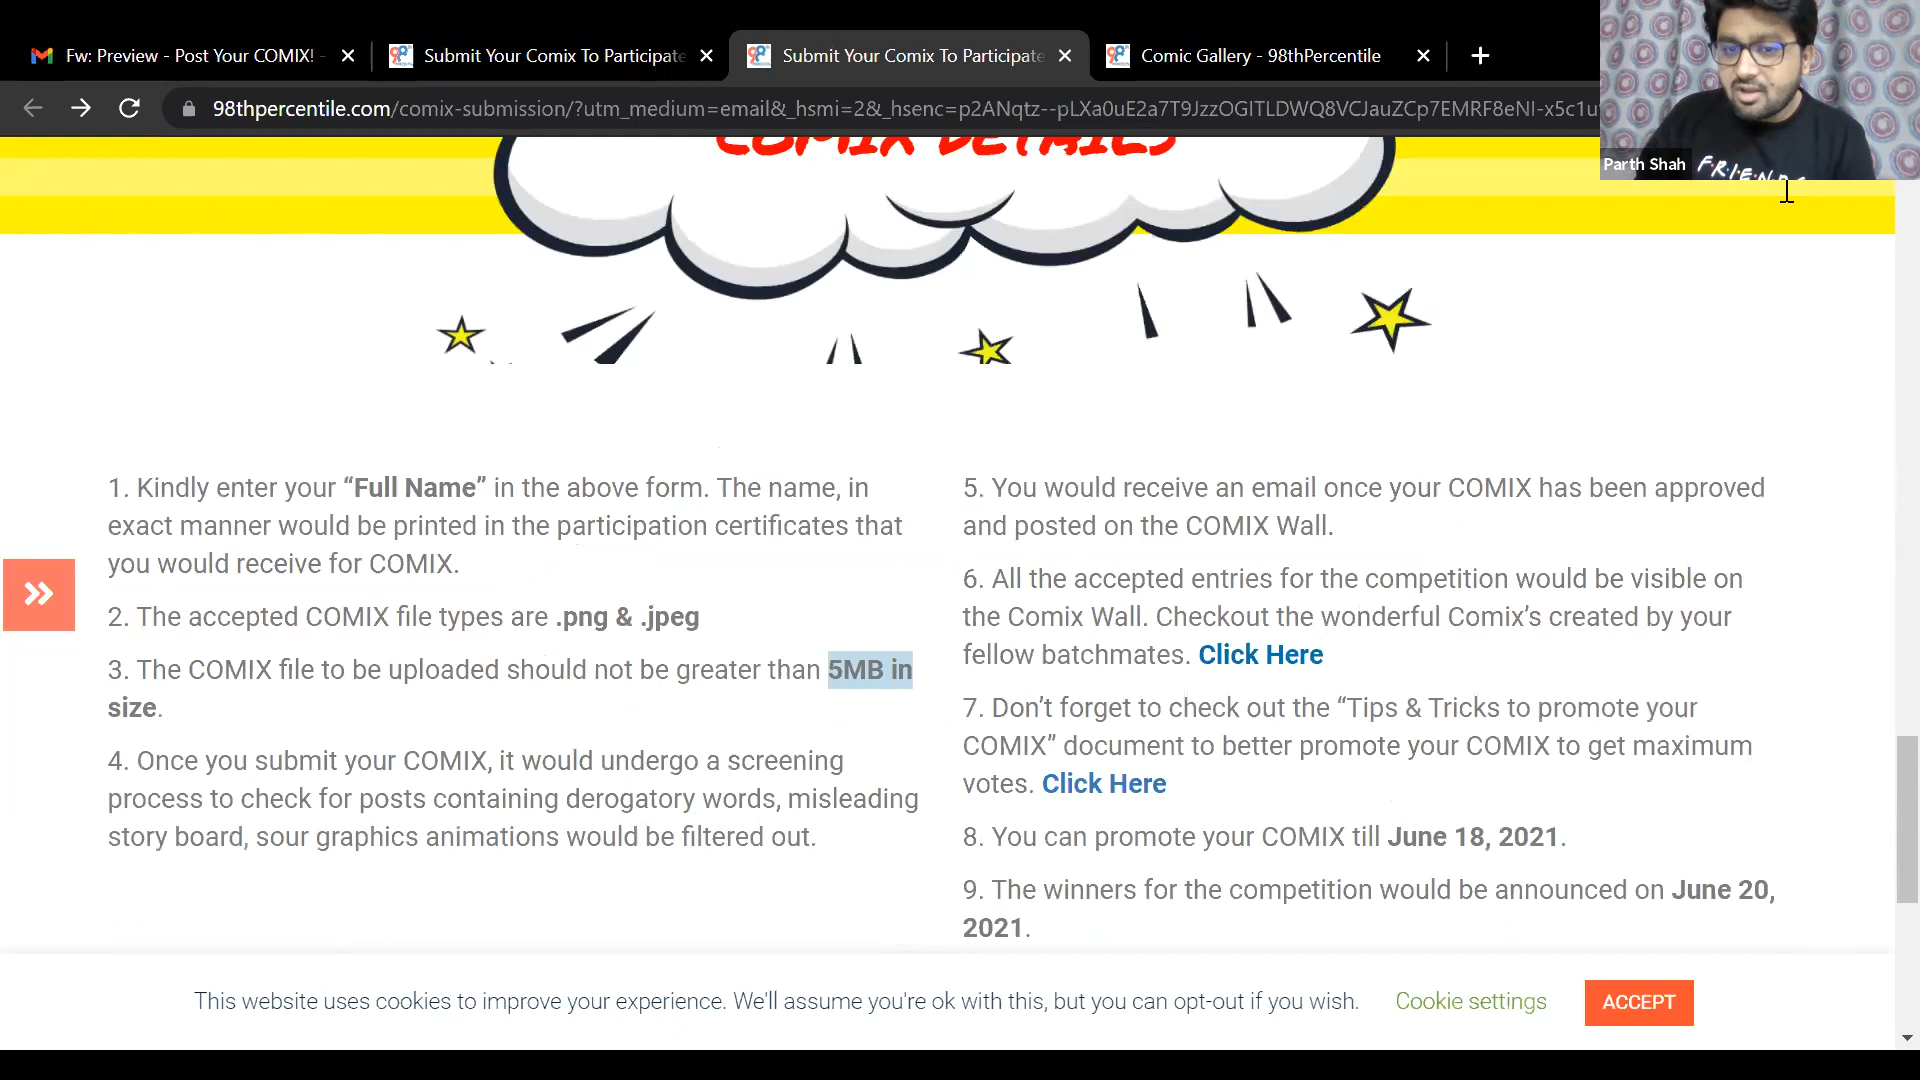 Fw: Preview - Post Your COMIX! -
Submit Your Comix To Participate
Submit Your Comix To Participate
Comic Gallery - 98thPercentile
98thpercentile.com/comix-submission/?utm_medium=email&_hsmi=2&_hsenc=p2ANqtz--pLXa0uE2a7T9JzzOGITLDWQ8VCJauZCp7EMRF8eNI-x5c1u
Parth Shah
F·R·I·E·N·D
COMIX DETAILS
1. Kindly enter your “Full Name” in the above form. The name, in
exact manner would be printed in the participation certificates that
you would receive for COMIX.
2. The accepted COMIX file types are .png & .jpeg
3. The COMIX file to be uploaded should not be greater than 5MB in
size.
4. Once you submit your COMIX, it would undergo a screening
process to check for posts containing derogatory words, misleading
story board, sour graphics animations would be filtered out.
5. You would receive an email once your COMIX has been approved
and posted on the COMIX Wall.
6. All the accepted entries for the competition would be visible on
the Comix Wall. Checkout the wonderful Comix’s created by your
fellow batchmates. Click Here
7. Don’t forget to check out the “Tips & Tricks to promote your
COMIX” document to better promote your COMIX to get maximum
votes. Click Here
8. You can promote your COMIX till June 18, 2021.
9. The winners for the competition would be announced on June 20,
2021.
This website uses cookies to improve your experience. We'll assume you're ok with this, but you can opt-out if you wish.
Cookie settings
ACCEPT